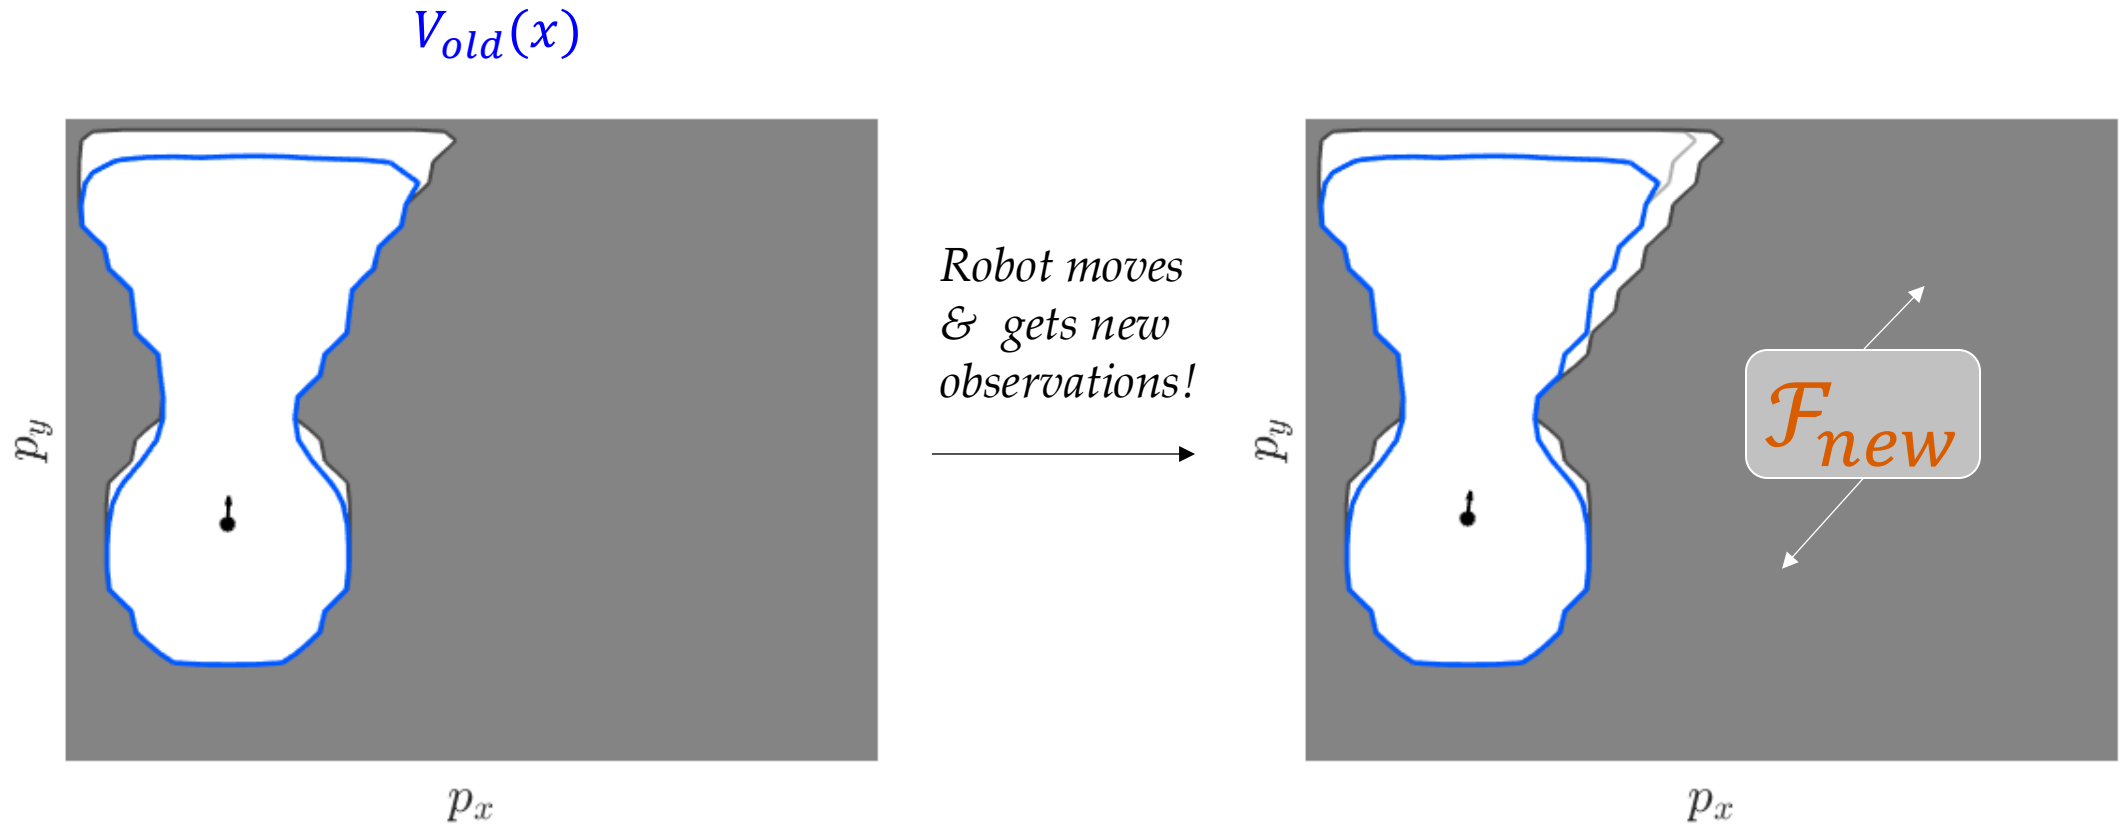 V_old(x)
Robot moves
& gets new
observations!
p_y
p_x
p_y
ℱ_new
p_x